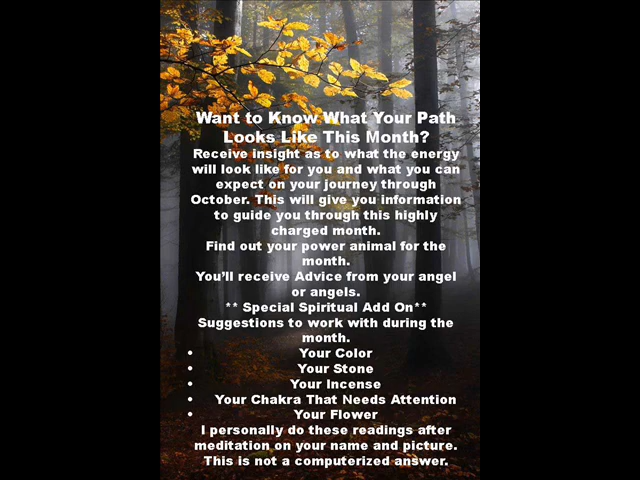 Want to Know What Your Path
Looks Like This Month?
Receive insight as to what the energy
will look like for you and what you can
expect on your journey through
October. This will give you information
to guide you through this highly
charged month.
Find out your power animal for the
month.
You’ll receive Advice from your angel
or angels.
** Special Spiritual Add On**
Suggestions to work with during the
month.
• Your Color
• Your Stone
• Your Incense
• Your Chakra That Needs Attention
• Your Flower
I personally do these readings after
meditation on your name and picture.
This is not a computerized answer.